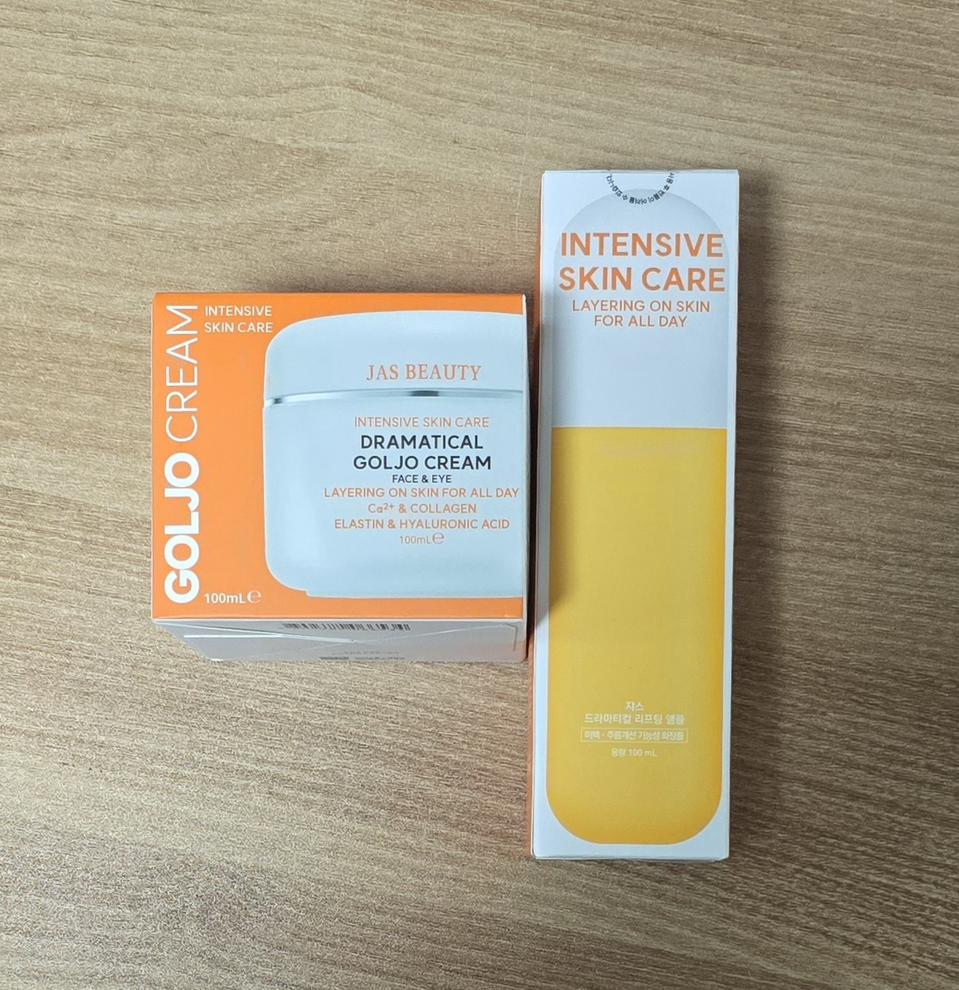 GOLJO CREAM
INTENSIVE
SKIN CARE
100mL℮
JAS BEAUTY
INTENSIVE SKIN CARE
DRAMATICAL
GOLJO CREAM
FACE & EYE
LAYERING ON SKIN FOR ALL DAY
Ca²⁺ & COLLAGEN
ELASTIN & HYALURONIC ACID
100mL℮
INTENSIVE
SKIN CARE
LAYERING ON SKIN
FOR ALL DAY
쟈스
드라마티컬 리프팅 앰플
미백 · 주름개선 기능성 화장품
용량 100 mL